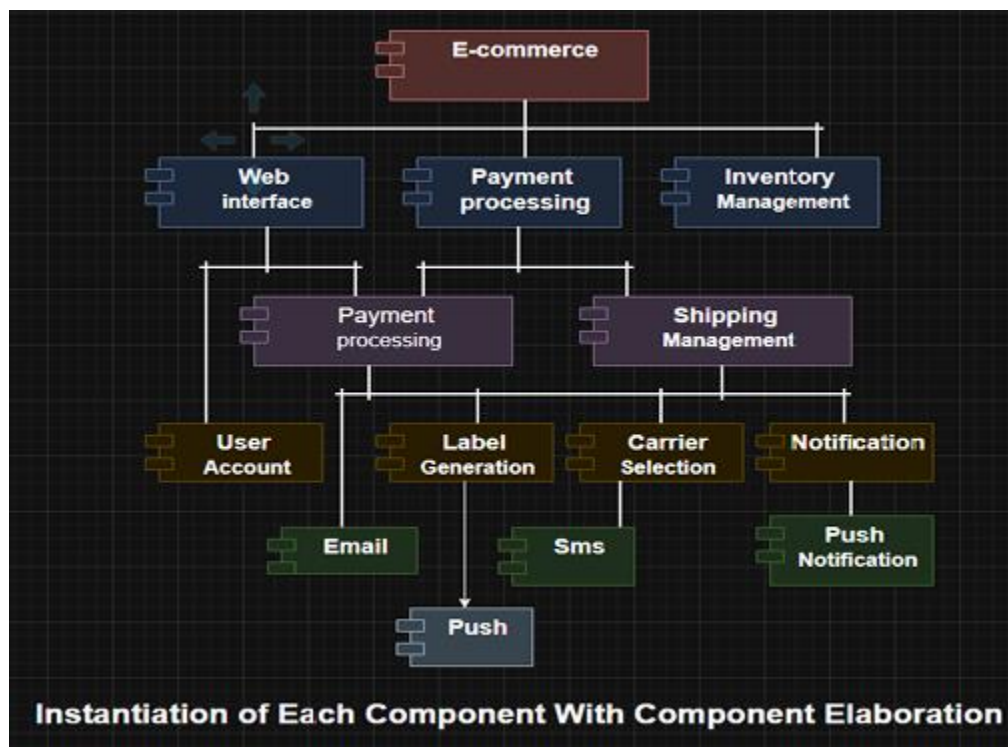 E-commerce
Web
interface
Payment
processing
Inventory
Management
Payment
processing
Shipping
Management
User
Account
Label
Generation
Carrier
Selection
Notification
Email
Sms
Push
Notification
Push
Instantiation of Each Component With Component Elaboration